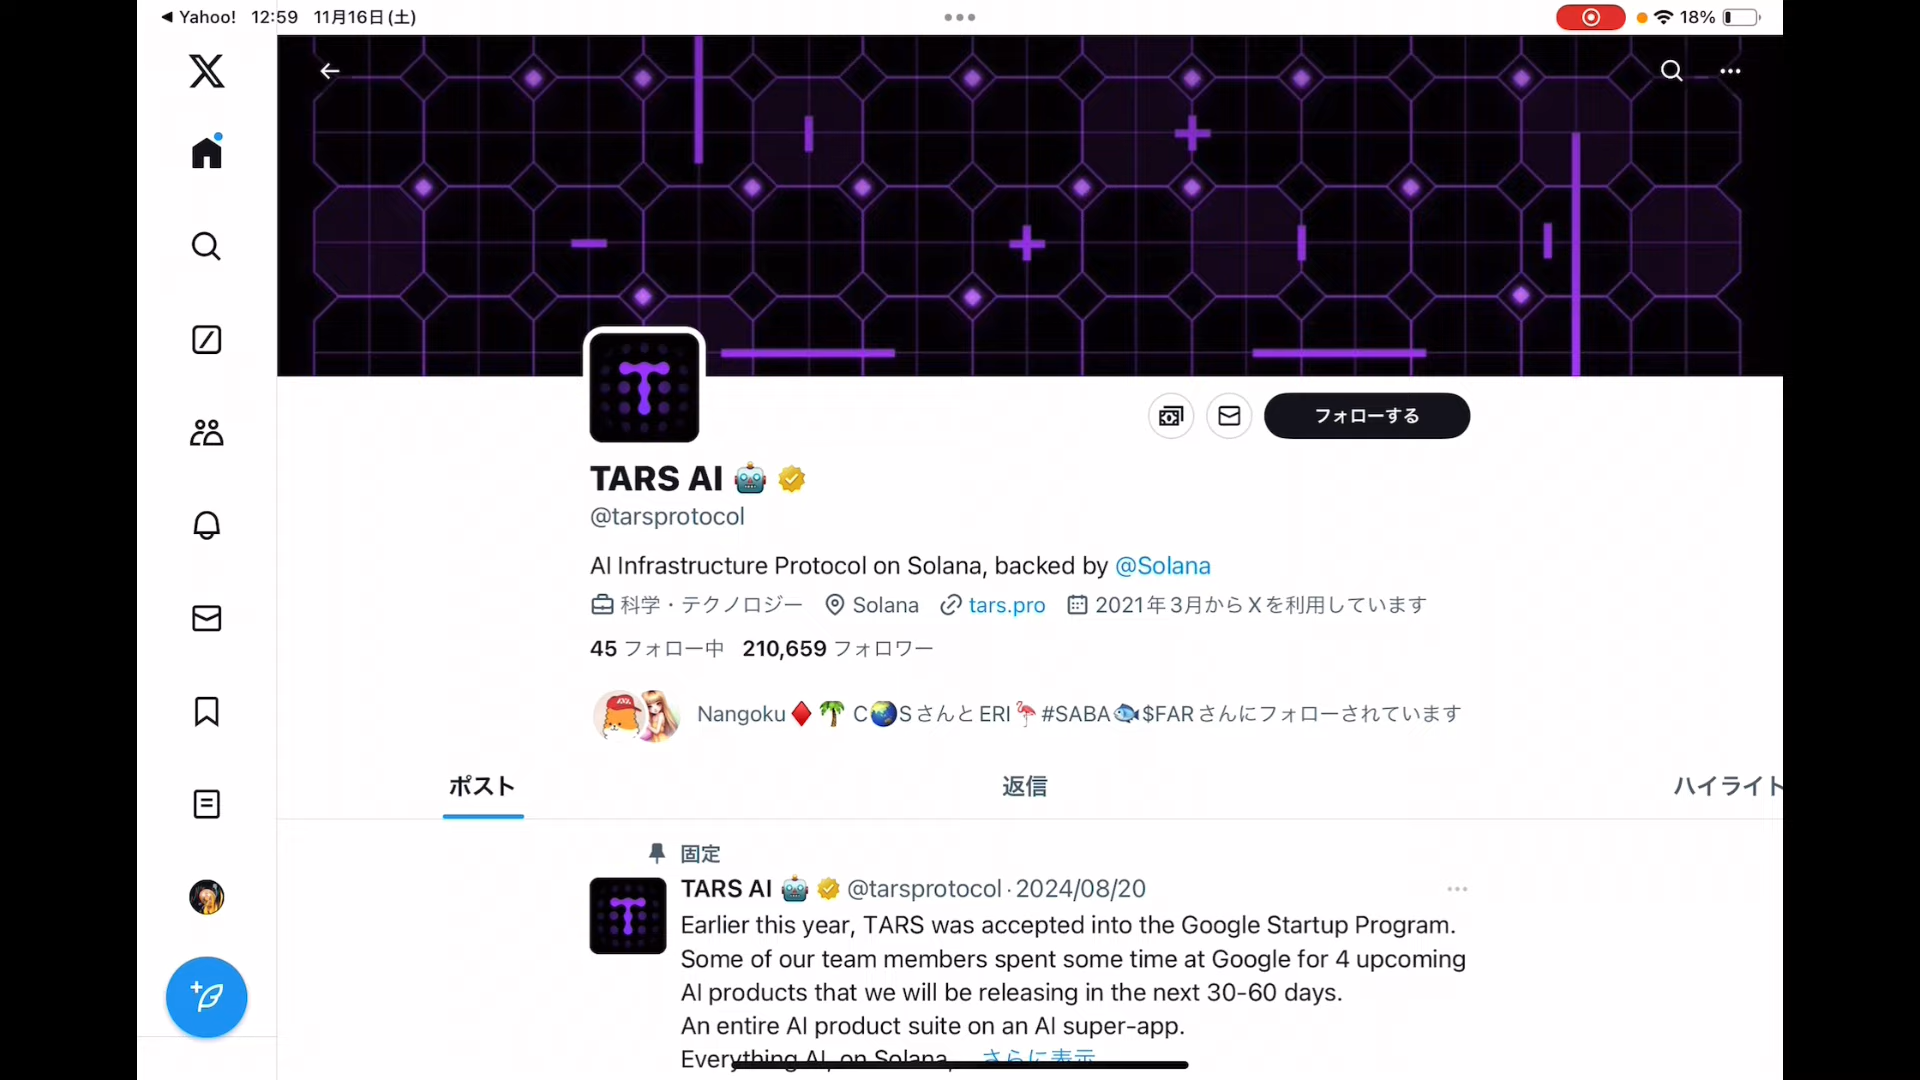 Yahoo! 12:59 11月16日(土)
18%
フォローする
TARS AI
@tarsprotocol
AI Infrastructure Protocol on Solana, backed by @Solana
科学・テクノロジー Solana tars.pro 2021年3月からXを利用しています
45 フォロー中 210,659 フォロワー
Nangoku♦️🌴 C🌏SさんとERI🦩#SABA🐟$FARさんにフォローされています
ポスト 返信 ハイライト
固定
TARS AI 🤖 @tarsprotocol · 2024/08/20
Earlier this year, TARS was accepted into the Google Startup Program.
Some of our team members spent some time at Google for 4 upcoming
AI products that we will be releasing in the next 30-60 days.
An entire AI product suite on an AI super-app.
Everything AI, on Solana, さらに表示